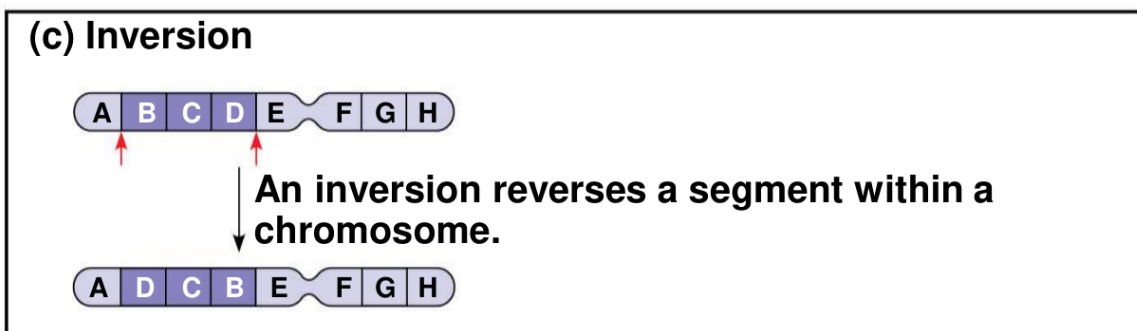 (c) Inversion
A B C D E F G H
An inversion reverses a segment within a
chromosome.
A D C B E F G H